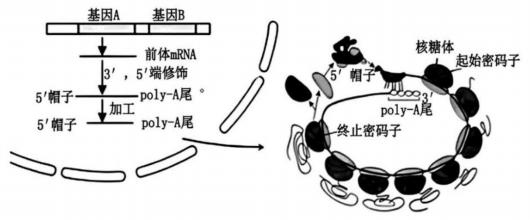 基因A 基因B
前体mRNA
3′，5′端修饰
5′帽子 poly-A尾。
加工
5′帽子 poly-A尾
5′ 帽子
核糖体
起始密码子
3′
poly-A尾
终止密码子